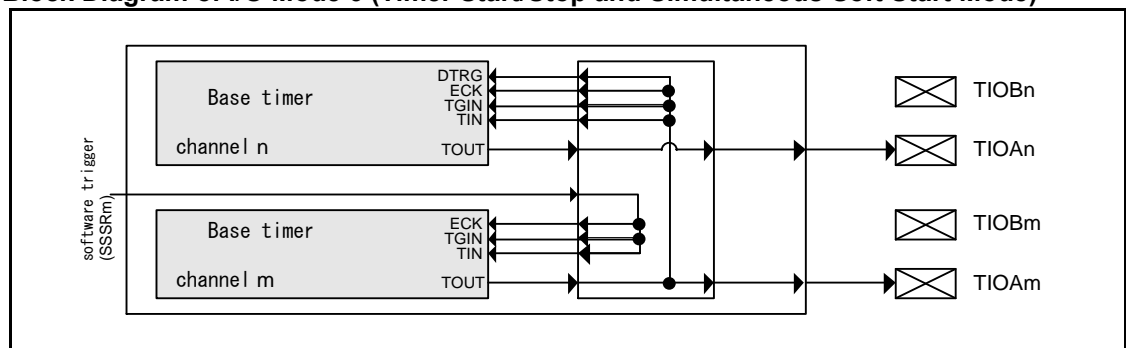 Block Diagram of I/O Mode 6 (Timer Start/Stop and Simultaneous Soft Start Mode)
Base timer
channel n
DTRG
ECK
TGIN
TIN
TOUT
TIOBn
TIOAn
software trigger
(SSSRm)
Base timer
channel m
ECK
TGIN
TIN
TOUT
TIOBm
TIOAm